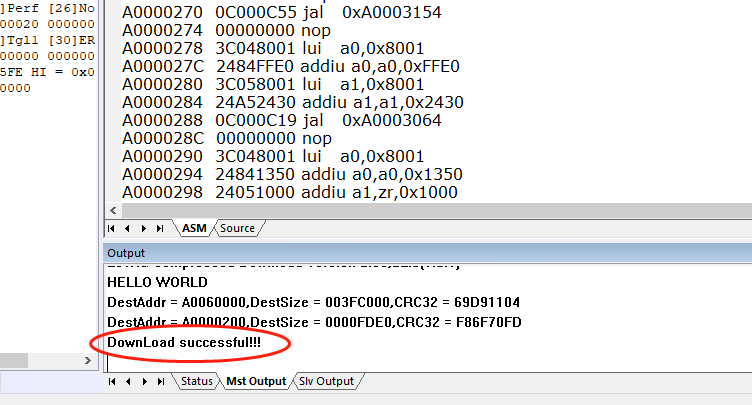 ]Perf [26]No
00020 000000
]Tgl1 [30]ER
00000 000000
5FE HI = 0x0
0000
A0000270 0C000C55 jal 0xA0003154
A0000274 00000000 nop
A0000278 3C048001 lui a0,0x8001
A000027C 2484FFE0 addiu a0,a0,0xFFE0
A0000280 3C058001 lui a1,0x8001
A0000284 24A52430 addiu a1,a1,0x2430
A0000288 0C000C19 jal 0xA0003064
A000028C 00000000 nop
A0000290 3C048001 lui a0,0x8001
A0000294 24841350 addiu a0,a0,0x1350
A0000298 24051000 addiu a1,zr,0x1000
ASM Source
Output
HELLO WORLD
DestAddr = A0060000,DestSize = 003FC000,CRC32 = 69D91104
DestAddr = A0000200,DestSize = 0000FDE0,CRC32 = F86F70FD
DownLoad successful!!!
Status Mst Output Slv Output